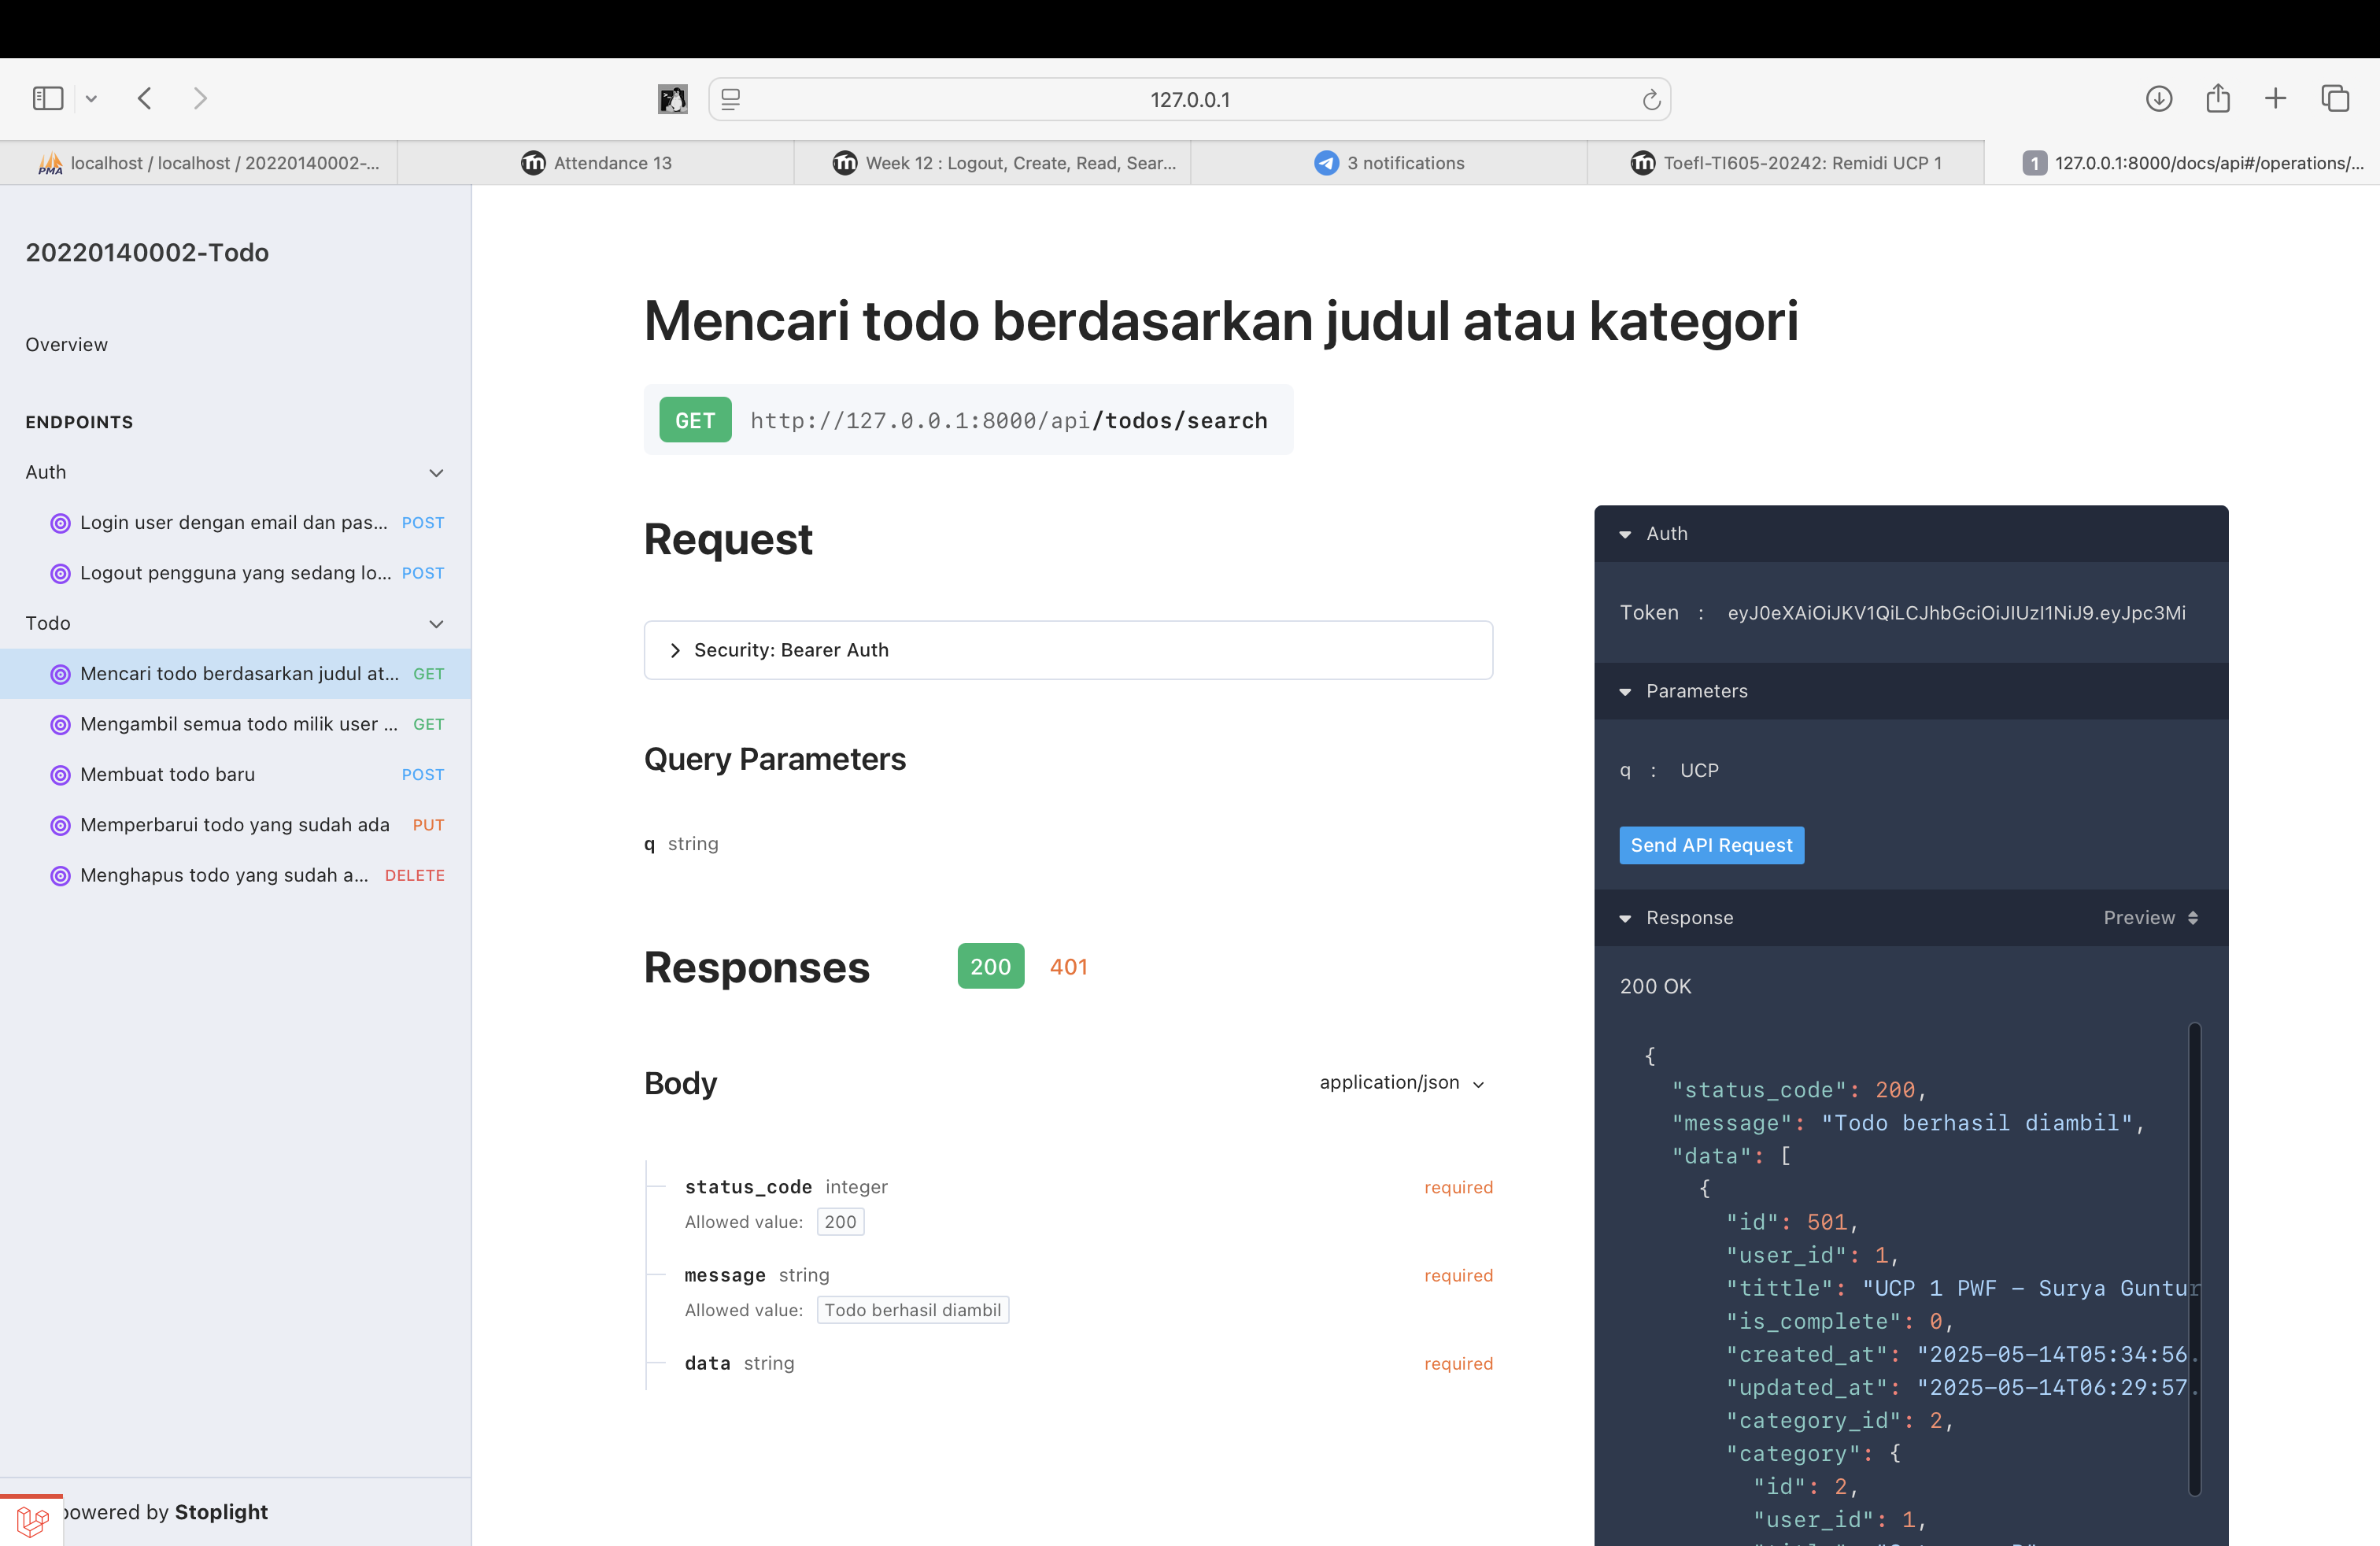 127.0.0.1
localhost / localhost / 20220140002-...
Attendance 13
Week 12 : Logout, Create, Read, Sear...
3 notifications
Toefl-TI605-20242: Remidi UCP 1
1 127.0.0.1:8000/docs/api#/operations/...
20220140002-Todo
Overview
ENDPOINTS
Auth
Login user dengan email dan pas... POST
Logout pengguna yang sedang lo... POST
Todo
Mencari todo berdasarkan judul at... GET
Mengambil semua todo milik user ... GET
Membuat todo baru POST
Memperbarui todo yang sudah ada PUT
Menghapus todo yang sudah a... DELETE
powered by Stoplight
Mencari todo berdasarkan judul atau kategori
GET http://127.0.0.1:8000/api/todos/search
Request
Security: Bearer Auth
Query Parameters
q string
Responses 200 401
Body application/json
status_code integer required
Allowed value: 200
message string required
Allowed value: Todo berhasil diambil
data string required
Auth
Token : eyJ0eXAiOiJKV1QiLCJhbGciOiJIUzI1NiJ9.eyJpc3Mi
Parameters
q : UCP
Send API Request
Response Preview
200 OK
{
"status_code": 200,
"message": "Todo berhasil diambil",
"data": [
{
"id": 501,
"user_id": 1,
"tittle": "UCP 1 PWF – Surya Guntur
"is_complete": 0,
"created_at": "2025-05-14T05:34:56.
"updated_at": "2025-05-14T06:29:57.
"category_id": 2,
"category": {
"id": 2,
"user_id": 1,